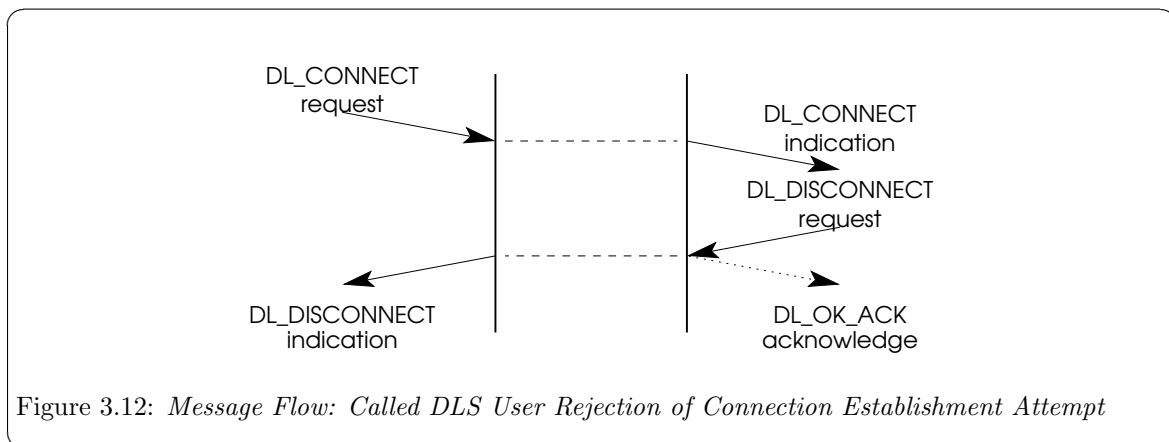 DL_CONNECT
request
DL_CONNECT
indication
DL_DISCONNECT
request
DL_DISCONNECT
indication
DL_OK_ACK
acknowledge
Figure 3.12: Message Flow: Called DLS User Rejection of Connection Establishment Attempt